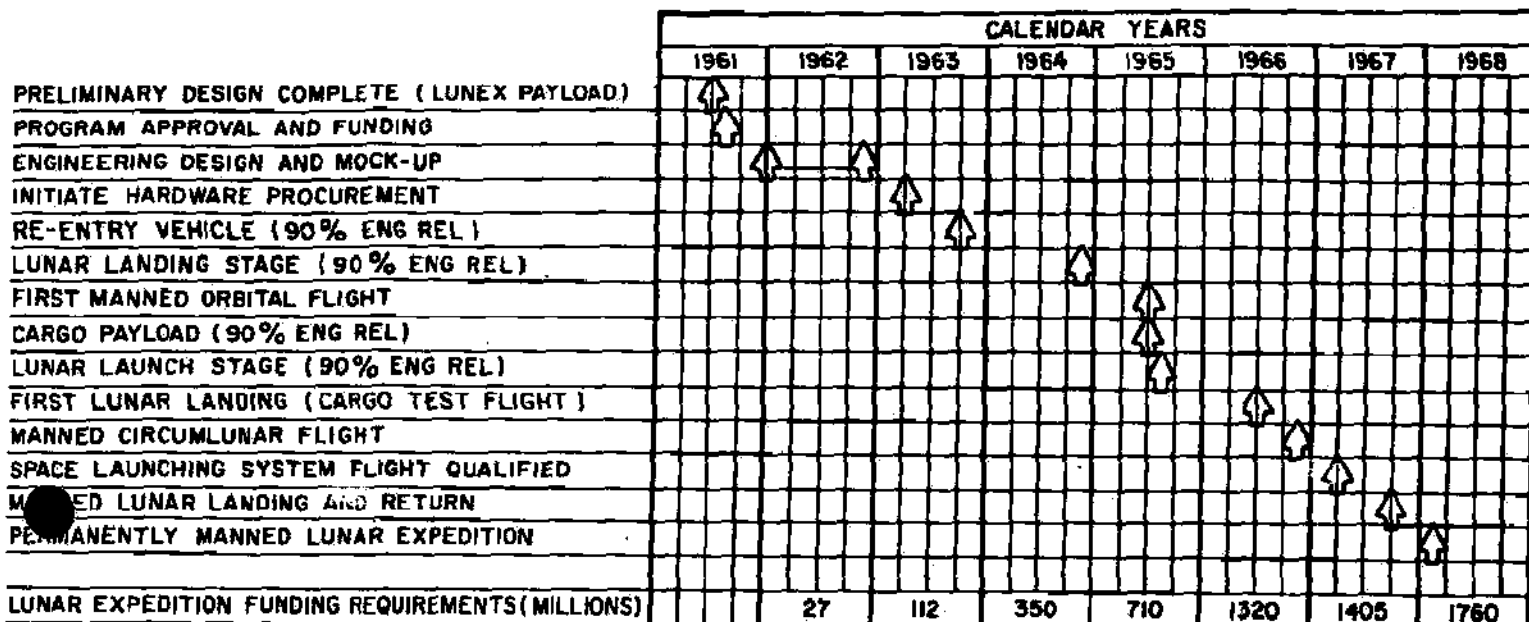 CALENDAR YEARS
1961 1962 1963 1964 1965 1966 1967 1968
PRELIMINARY DESIGN COMPLETE (LUNEX PAYLOAD)
PROGRAM APPROVAL AND FUNDING
ENGINEERING DESIGN AND MOCK-UP
INITIATE HARDWARE PROCUREMENT
RE-ENTRY VEHICLE (90% ENG REL)
LUNAR LANDING STAGE (90% ENG REL)
FIRST MANNED ORBITAL FLIGHT
CARGO PAYLOAD (90% ENG REL)
LUNAR LAUNCH STAGE (90% ENG REL)
FIRST LUNAR LANDING (CARGO TEST FLIGHT)
MANNED CIRCUMLUNAR FLIGHT
SPACE LAUNCHING SYSTEM FLIGHT QUALIFIED
LUNAR LANDING AND RETURN
PERMANENTLY MANNED LUNAR EXPEDITION
LUNAR EXPEDITION FUNDING REQUIREMENTS (MILLIONS) 27 112 350 710 1320 1405 1760